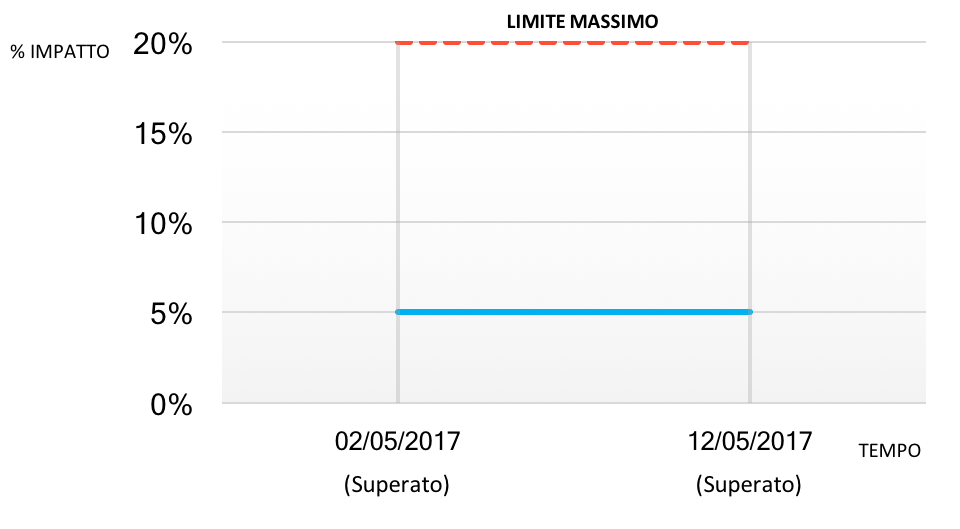 LIMITE MASSIMO
% IMPATTO
20%
15%
10%
5%
0%
02/05/2017
12/05/2017
TEMPO
(Superato)
(Superato)